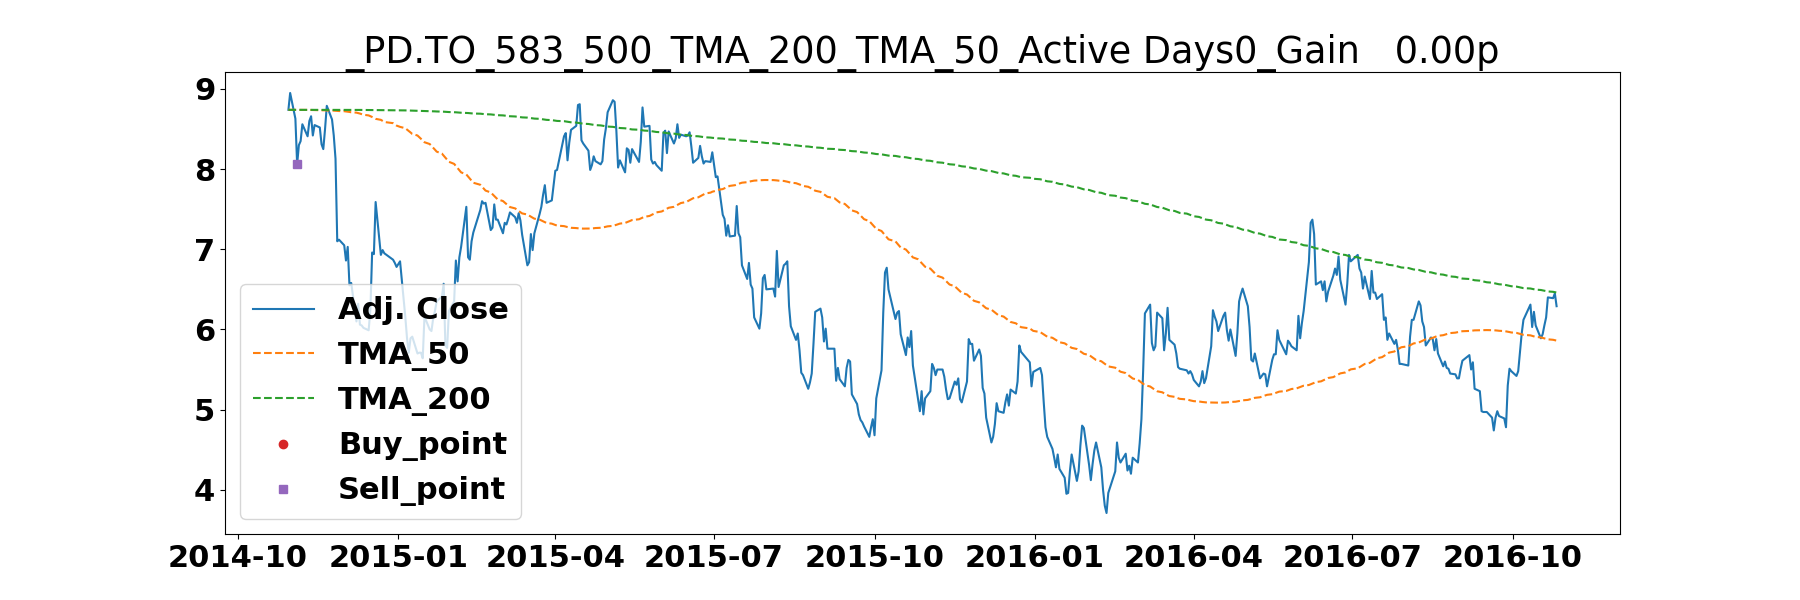 _PD.TO_583_500_TMA_200_TMA_50_Active Days0_Gain   0.00p
9
8
7
6
5
4
Adj. Close
TMA_50
TMA_200
Buy_point
Sell_point
2014-10 2015-01 2015-04 2015-07 2015-10 2016-01 2016-04 2016-07 2016-10